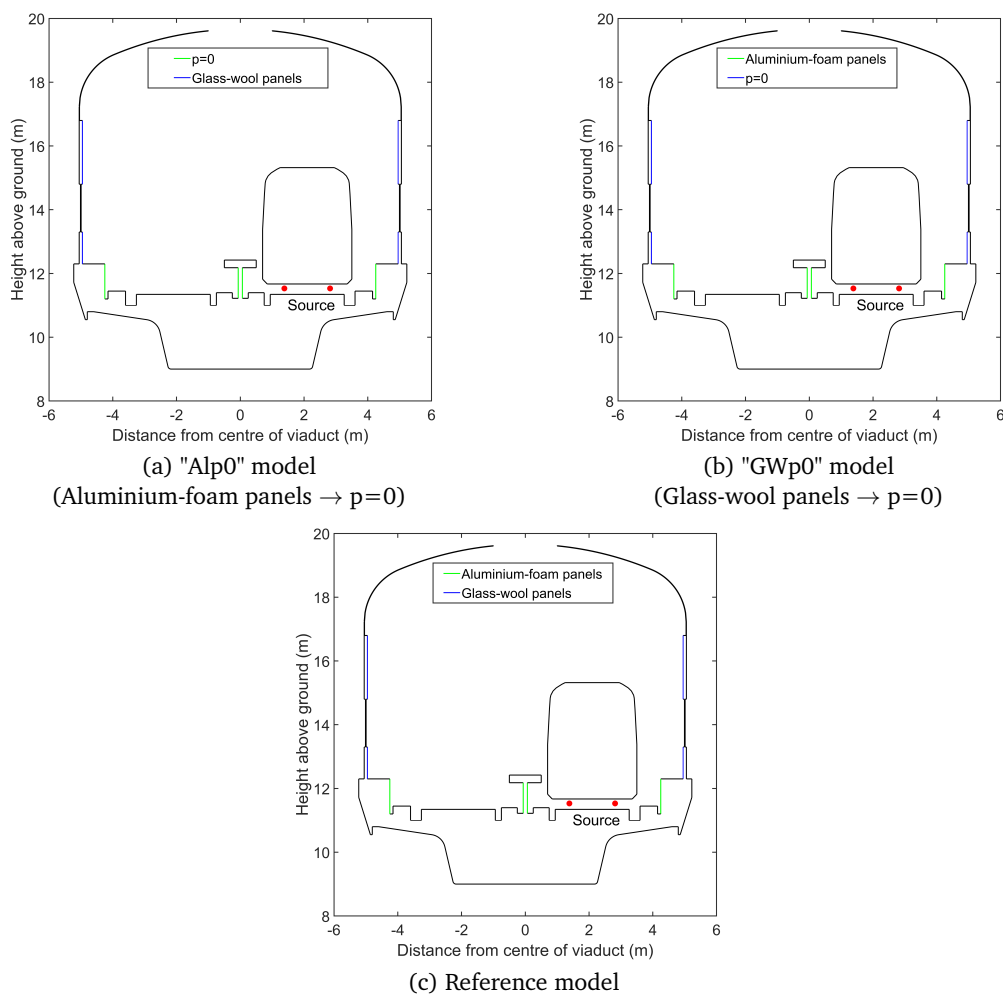 20
18
16
14
12
10
8
Height above ground (m)
p=0
Glass-wool panels
Source
-6 -4 -2 0 2 4 6
Distance from centre of viaduct (m)
(a) "Alp0" model
(Aluminium-foam panels → p=0)
20
18
16
14
12
10
8
Height above ground (m)
Aluminium-foam panels
p=0
Source
-6 -4 -2 0 2 4 6
Distance from centre of viaduct (m)
(b) "GWp0" model
(Glass-wool panels → p=0)
20
18
16
14
12
10
8
Height above ground (m)
Aluminium-foam panels
Glass-wool panels
Source
-6 -4 -2 0 2 4 6
Distance from centre of viaduct (m)
(c) Reference model